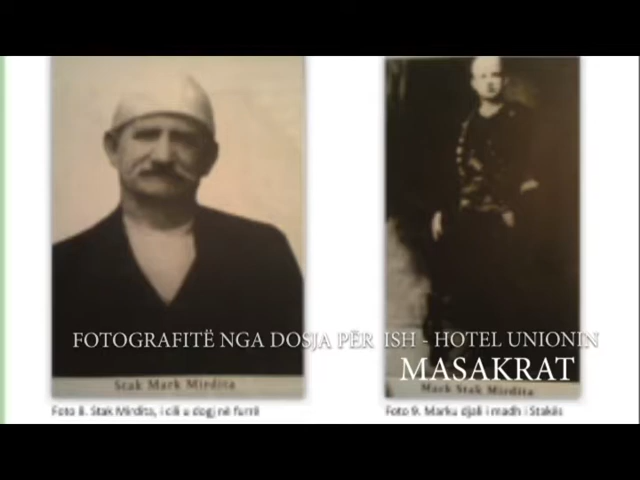 Stak Mark Mirdita
Mark Stak Mirdita
FOTOGRAFITË NGA DOSJA PËR ISH - HOTEL UNIONIN
MASAKRAT
Foto 8. Stak Mirdita, i cili u dogj në furrë
Foto 9. Marku djali i madh i Stakës